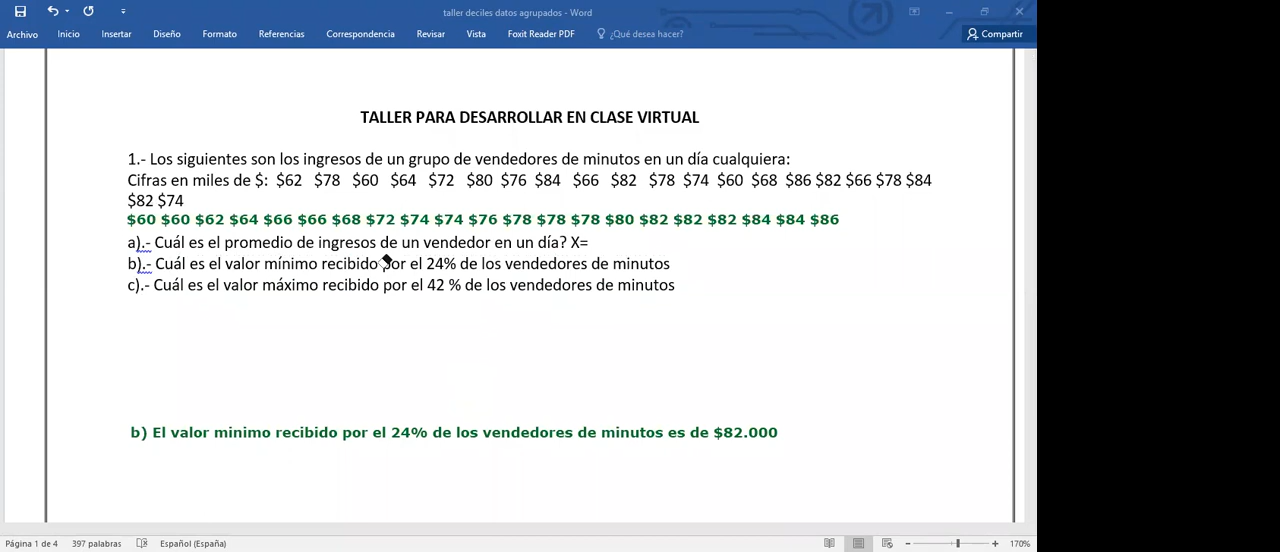 taller deciles datos agrupados - Word
Archivo Inicio Insertar Diseño Formato Referencias Correspondencia Revisar Vista Foxit Reader PDF ¿Qué desea hacer? Compartir
TALLER PARA DESARROLLAR EN CLASE VIRTUAL
1.- Los siguientes son los ingresos de un grupo de vendedores de minutos en un día cualquiera:
Cifras en miles de $: $62 $78 $60 $64 $72 $80 $76 $84 $66 $82 $78 $74 $60 $68 $86 $82 $66 $78 $84
$82 $74
$60 $60 $62 $64 $66 $66 $68 $72 $74 $74 $76 $78 $78 $78 $80 $82 $82 $82 $84 $84 $86
a).- Cuál es el promedio de ingresos de un vendedor en un día? X=
b).- Cuál es el valor mínimo recibido por el 24% de los vendedores de minutos
c).- Cuál es el valor máximo recibido por el 42 % de los vendedores de minutos
b) El valor minimo recibido por el 24% de los vendedores de minutos es de $82.000
Página 1 de 4 397 palabras Español (España) 170%